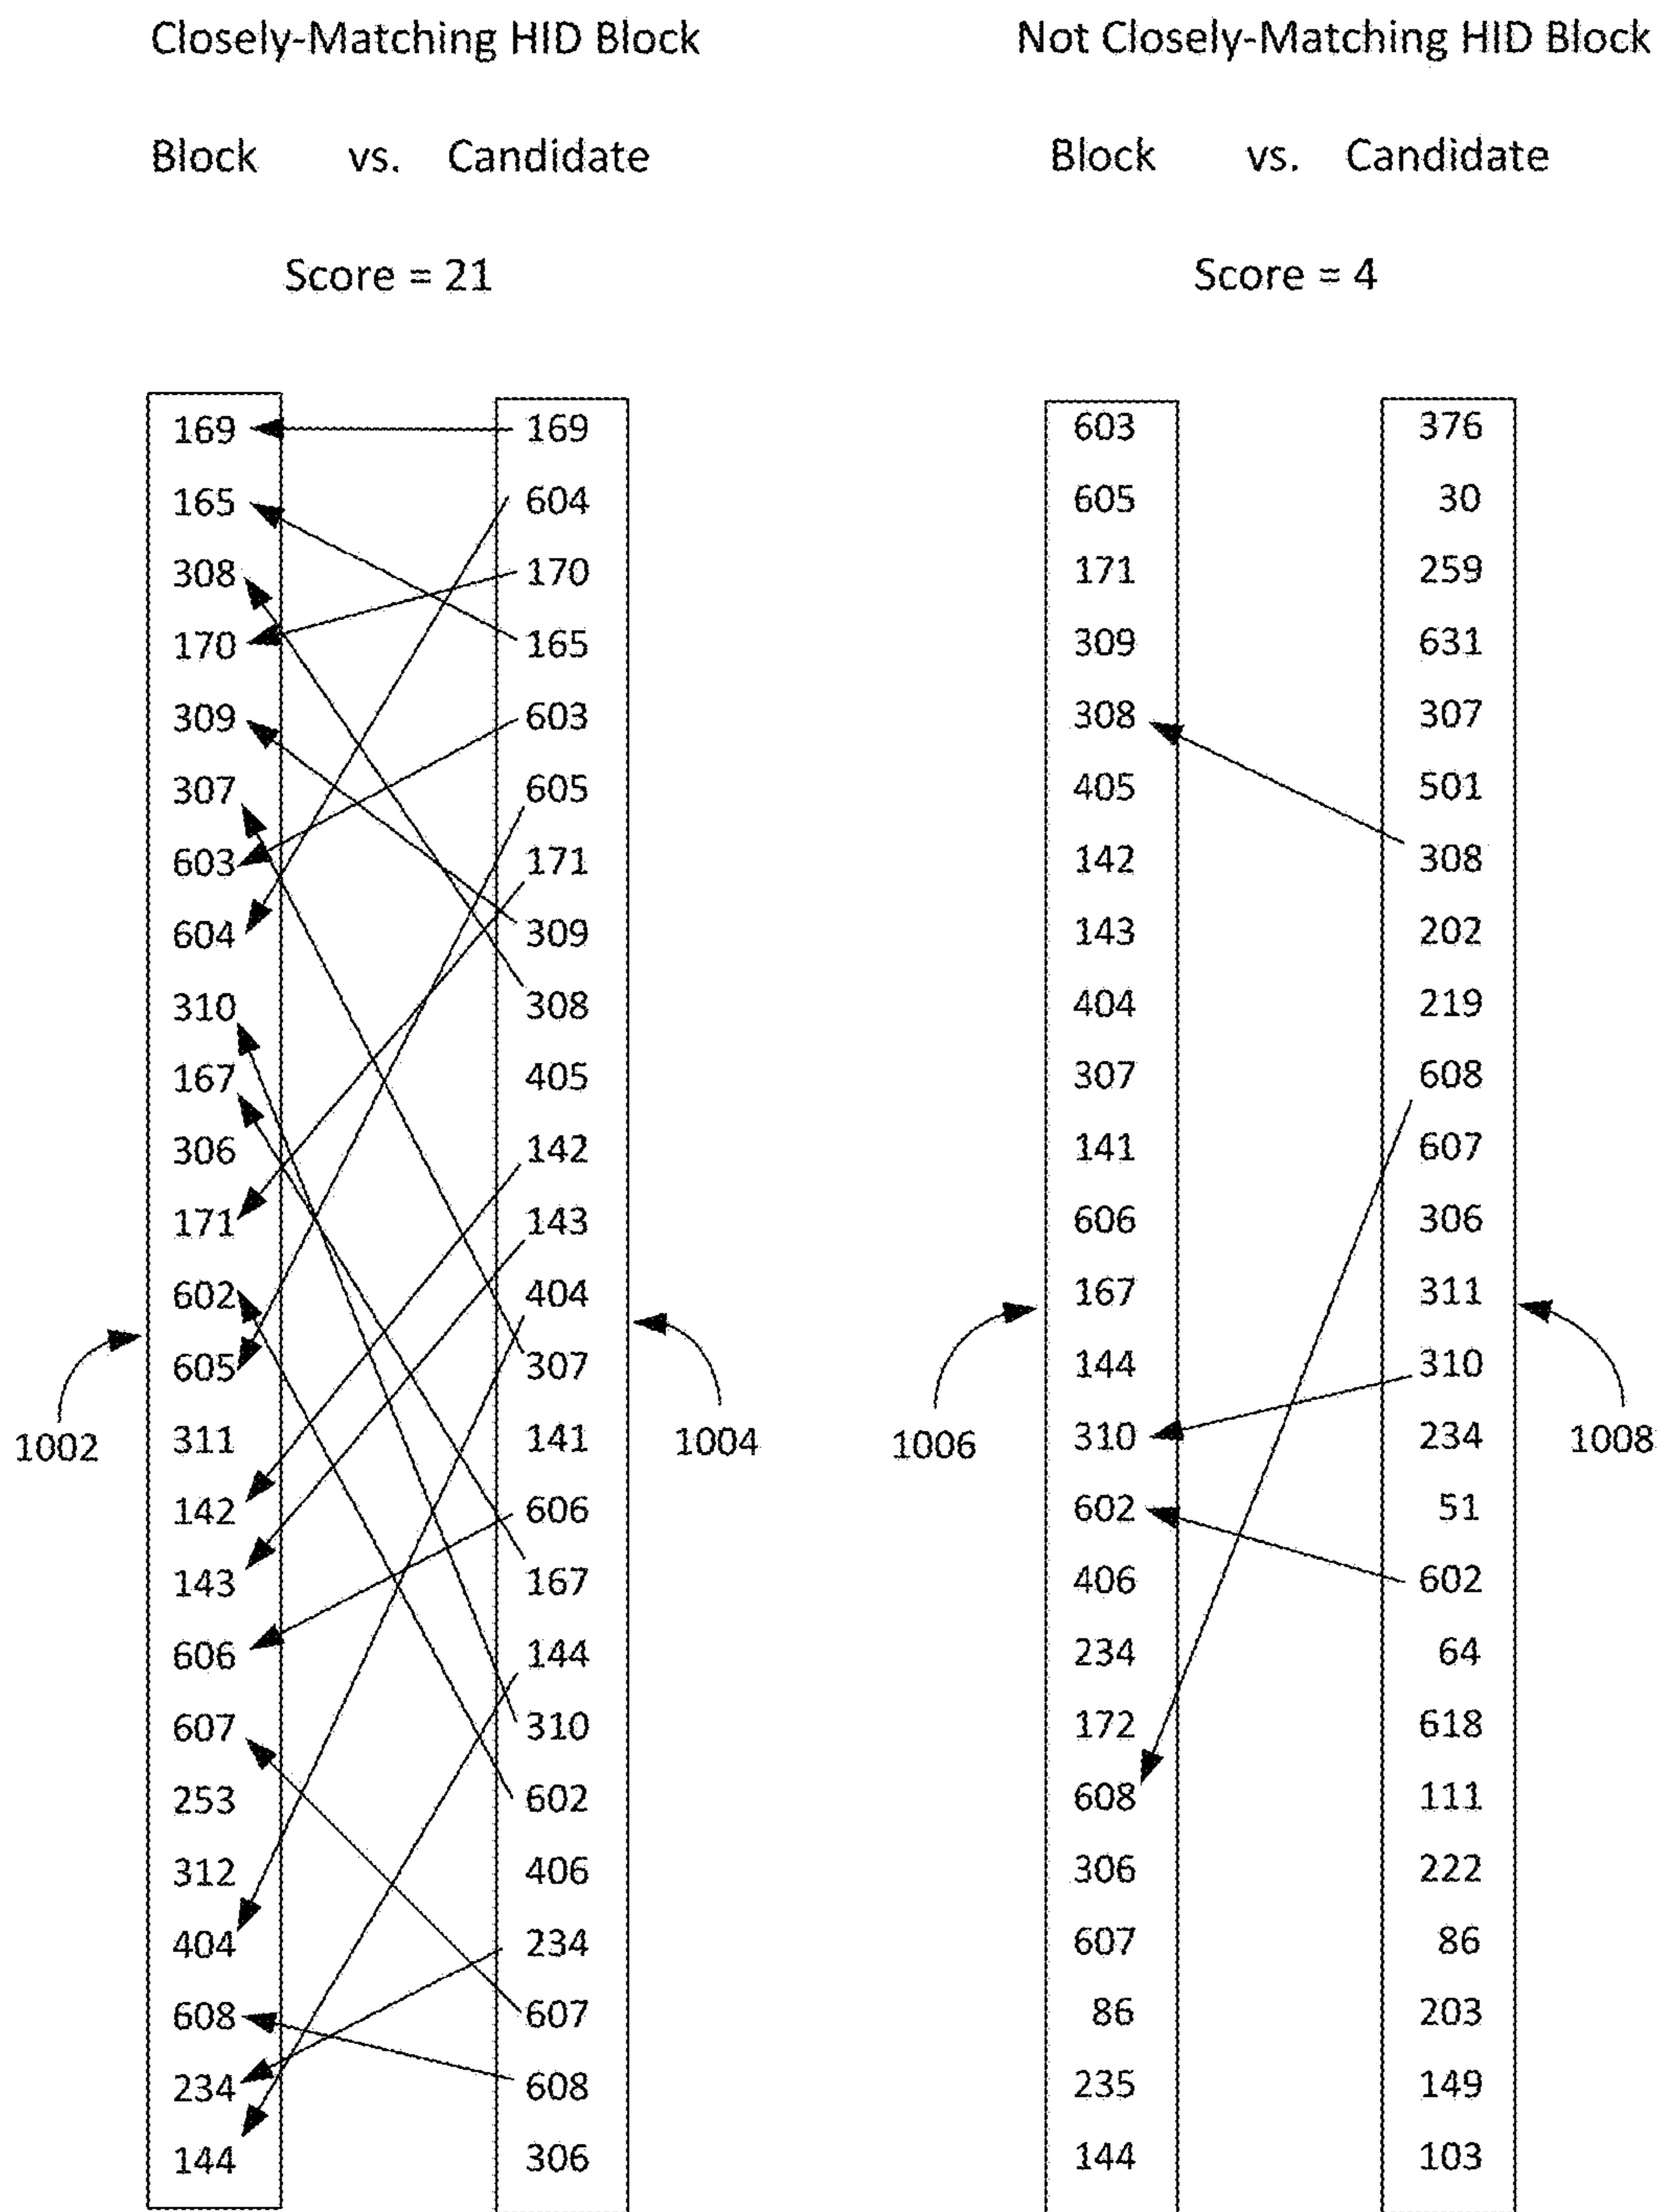 Closely-Matching HID Block Not Closely-Matching HID Block
Block vs. Candidate Block vs. Candidate
Score = 21 Score = 4
169 169 603 376
165 604 605 30
308 170 171 259
170 165 309 631
309 603 308 307
307 605 405 501
603 171 142 308
604 309 143 202
310 308 404 219
167 405 307 608
306 142 141 607
171 143 606 306
602 404 167 311
605 307 144 310
1002 311 141 1004 1006 310 234 1008
142 606 602 51
143 167 406 602
606 144 234 64
607 310 172 618
253 602 608 111
312 406 306 222
404 234 607 86
608 607 86 203
234 608 235 149
144 306 144 103